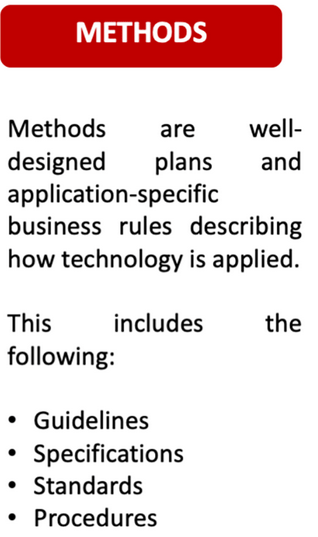 METHODS
Methods are well-
designed plans and
application-specific
business rules describing
how technology is applied.
This includes the
following:
• Guidelines
• Specifications
• Standards
• Procedures